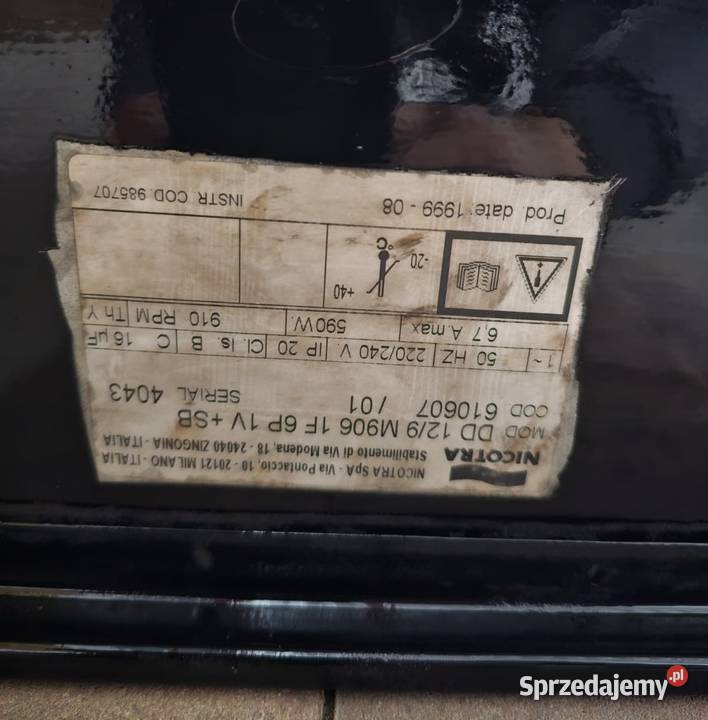 NICOTRA
NICOTRA SpA - Via Pontaccio, 10 - 20121 MILANO - ITALIA
Stabilimento di Via Modena, 18 - 24040 ZINGONIA - ITALIA
MOD DD 12/9 M906 1F 6P 1V +SB
COD 610607 /01 SERIAL 4043
1~ 50 HZ 220/240 V. IP 20 Cl. Is. B C 16 µF
6.7 A.max 590W. 910 RPM Th Y
-20 +40
°C
Prod. date: 1999 - 08 INSTR. COD. 985707
Sprzedajemy.pl